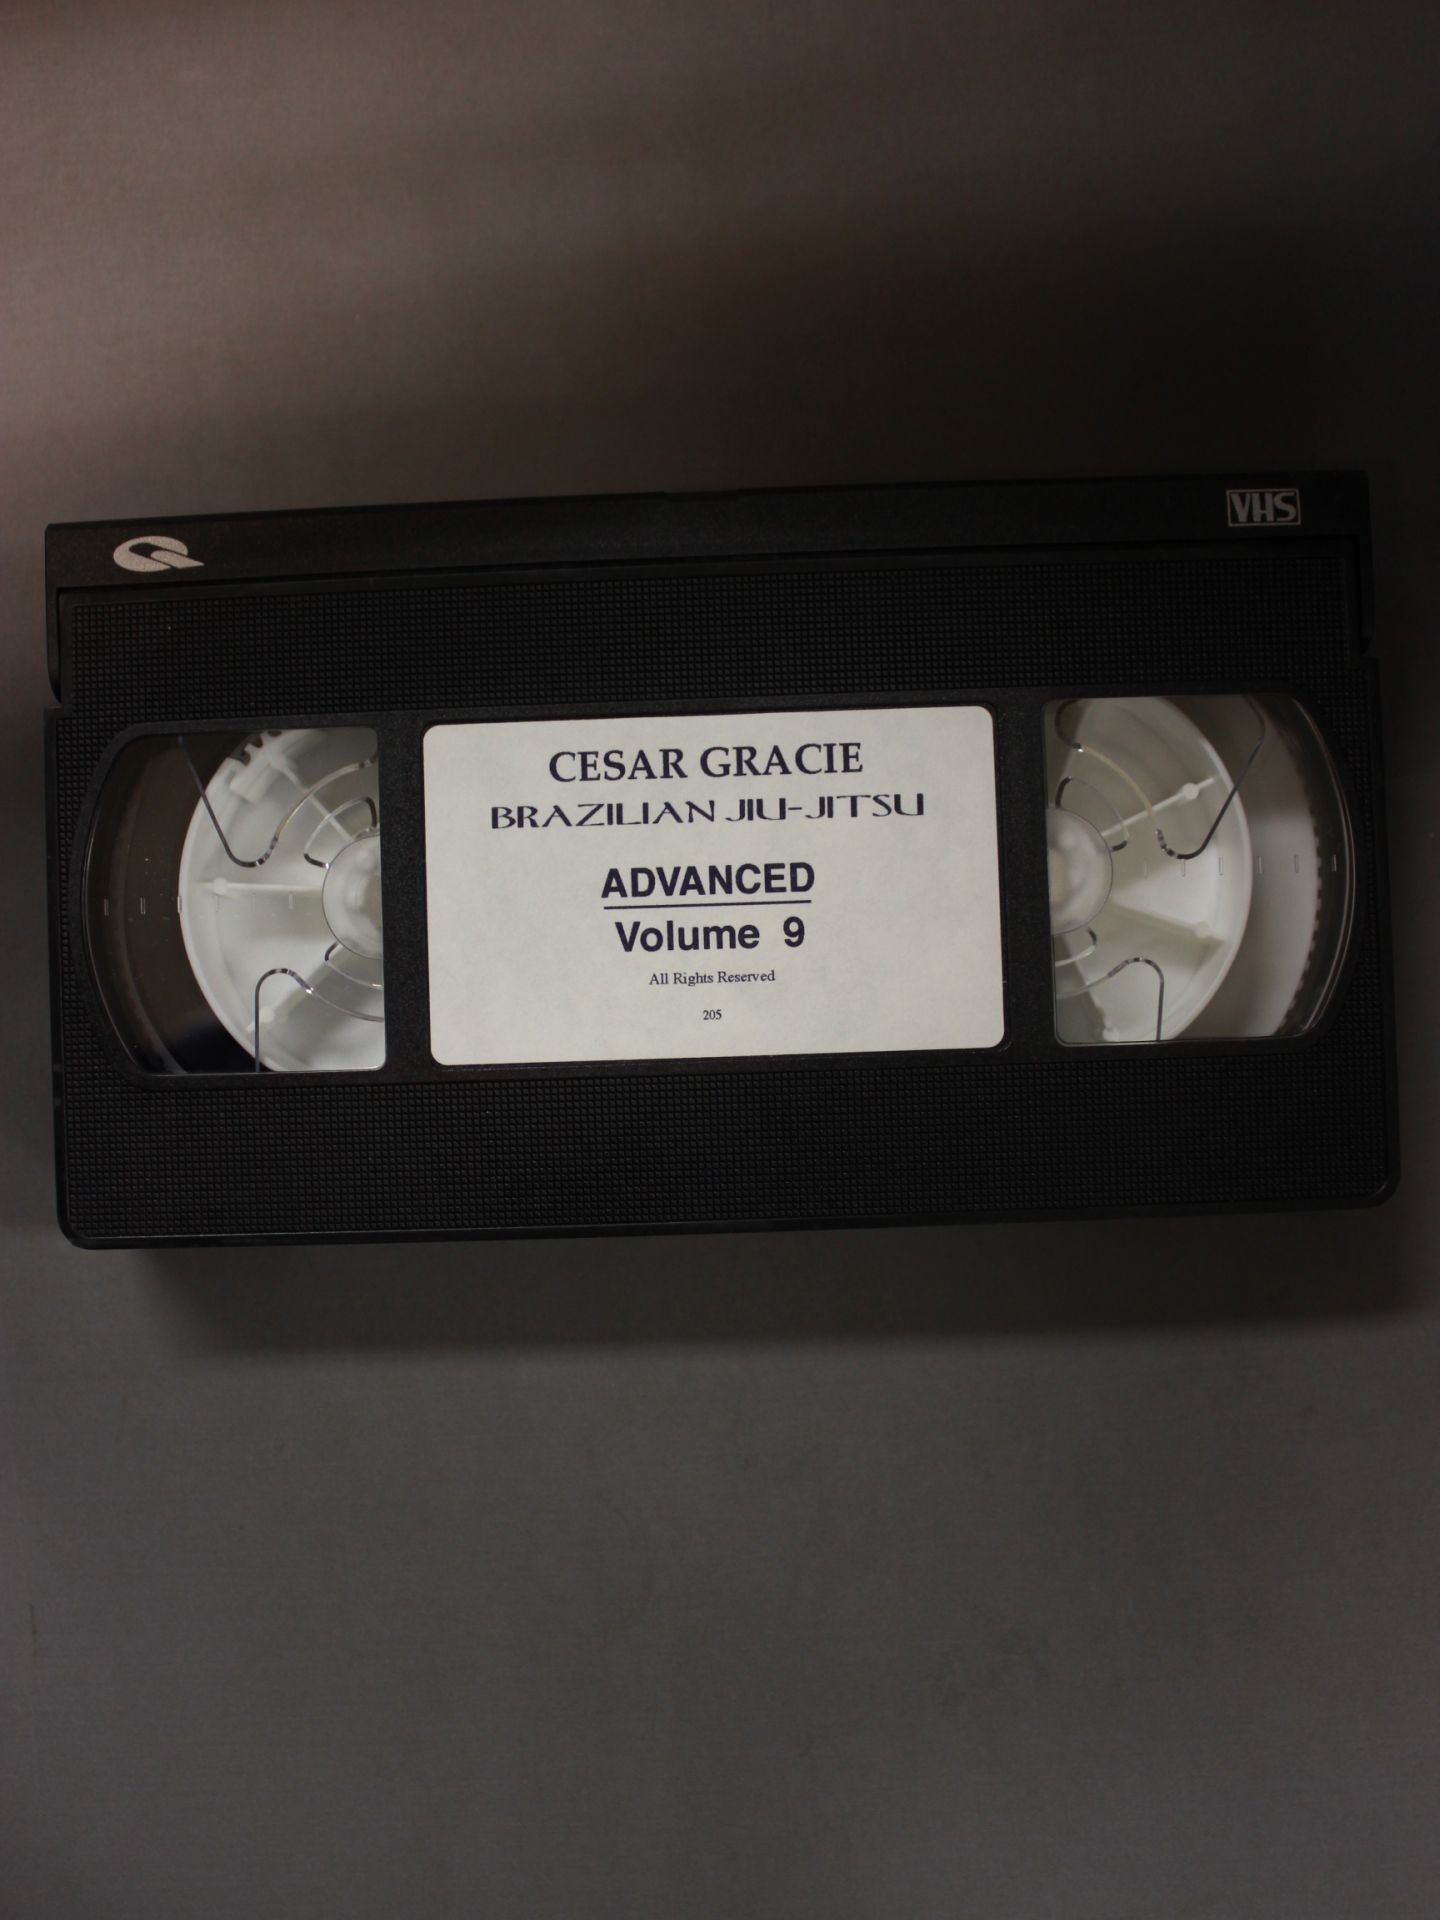 VHS
CESAR GRACIE
BRAZILIAN JIU-JITSU
ADVANCED
Volume 9
All Rights Reserved
205